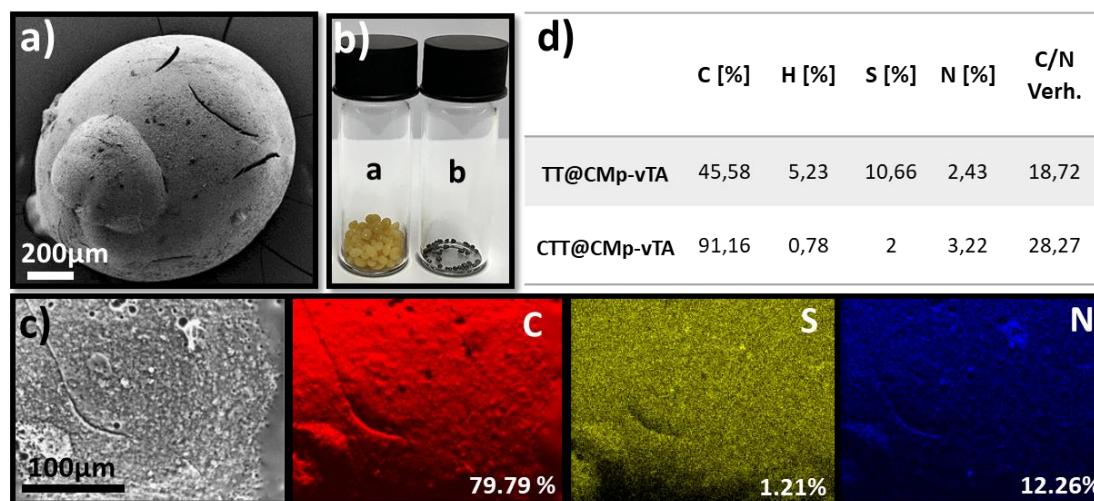 a)
200µm
b)
a
b
d)
C [%] H [%] S [%] N [%] C/N Verh.
TT@CMp-vTA 45,58 5,23 10,66 2,43 18,72
CTT@CMp-vTA 91,16 0,78 2 3,22 28,27
c)
100µm
C
79.79 %
S
1.21%
N
12.26%